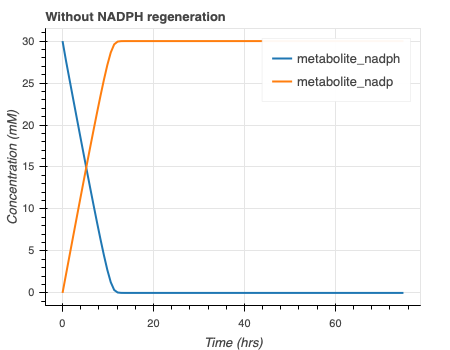 Without NADPH regeneration
30
25
20
15
10
5
0
Concentration (mM)
metabolite_nadph
metabolite_nadp
0
20
40
60
Time (hrs)